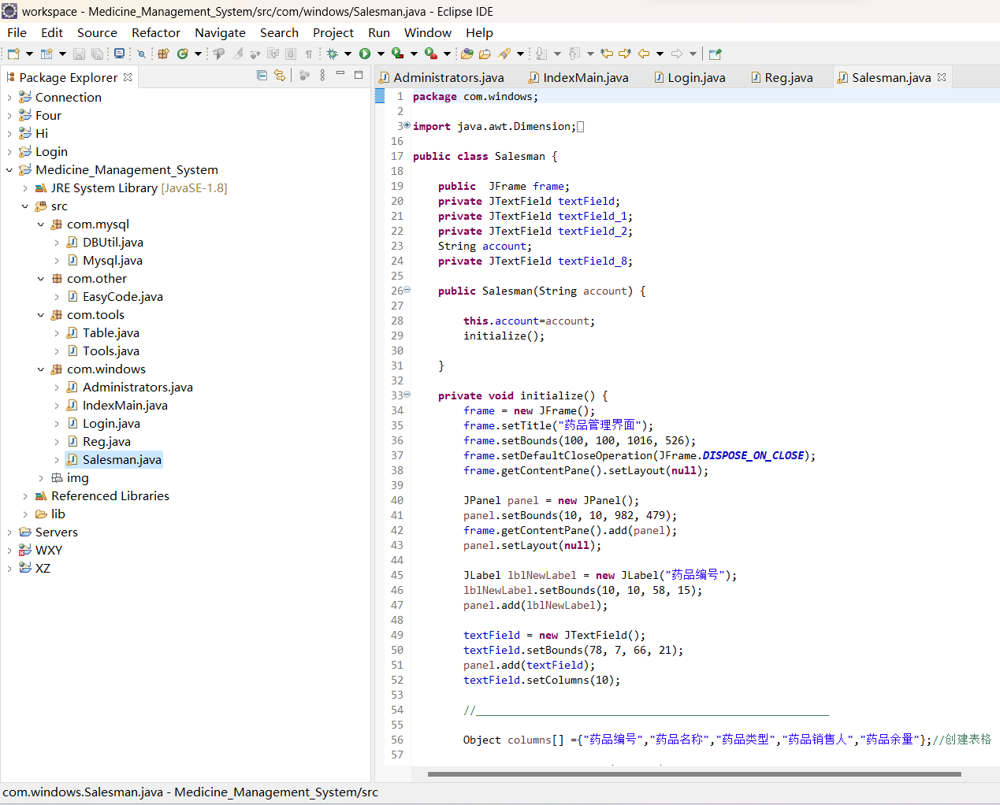 workspace - Medicine_Management_System/src/com/windows/Salesman.java - Eclipse IDE
File Edit Source Refactor Navigate Search Project Run Window Help
Package Explorer
Connection
Four
Hi
Login
Medicine_Management_System
JRE System Library [JavaSE-1.8]
src
com.mysql
DBUtil.java
Mysql.java
com.other
EasyCode.java
com.tools
Table.java
Tools.java
com.windows
Administrators.java
IndexMain.java
Login.java
Reg.java
Salesman.java
img
Referenced Libraries
lib
Servers
WXY
XZ
Administrators.java IndexMain.java Login.java Reg.java Salesman.java
1 package com.windows;
2
3 import java.awt.Dimension;
16
17 public class Salesman {
18
19 public  JFrame frame;
20 private JTextField textField;
21 private JTextField textField_1;
22 private JTextField textField_2;
23 String account;
24 private JTextField textField_8;
25
26 public Salesman(String account) {
27
28 this.account=account;
29 initialize();
30
31 }
32
33 private void initialize() {
34 frame = new JFrame();
35 frame.setTitle("药品管理界面");
36 frame.setBounds(100, 100, 1016, 526);
37 frame.setDefaultCloseOperation(JFrame.DISPOSE_ON_CLOSE);
38 frame.getContentPane().setLayout(null);
39
40 JPanel panel = new JPanel();
41 panel.setBounds(10, 10, 982, 479);
42 frame.getContentPane().add(panel);
43 panel.setLayout(null);
44
45 JLabel lblNewLabel = new JLabel("药品编号");
46 lblNewLabel.setBounds(10, 10, 58, 15);
47 panel.add(lblNewLabel);
48
49 textField = new JTextField();
50 textField.setBounds(78, 7, 66, 21);
51 panel.add(textField);
52 textField.setColumns(10);
53
54 //________________________________________________________
55
56 Object columns[] ={"药品编号","药品名称","药品类型","药品销售人","药品余量"};//创建表格
57
com.windows.Salesman.java - Medicine_Management_System/src